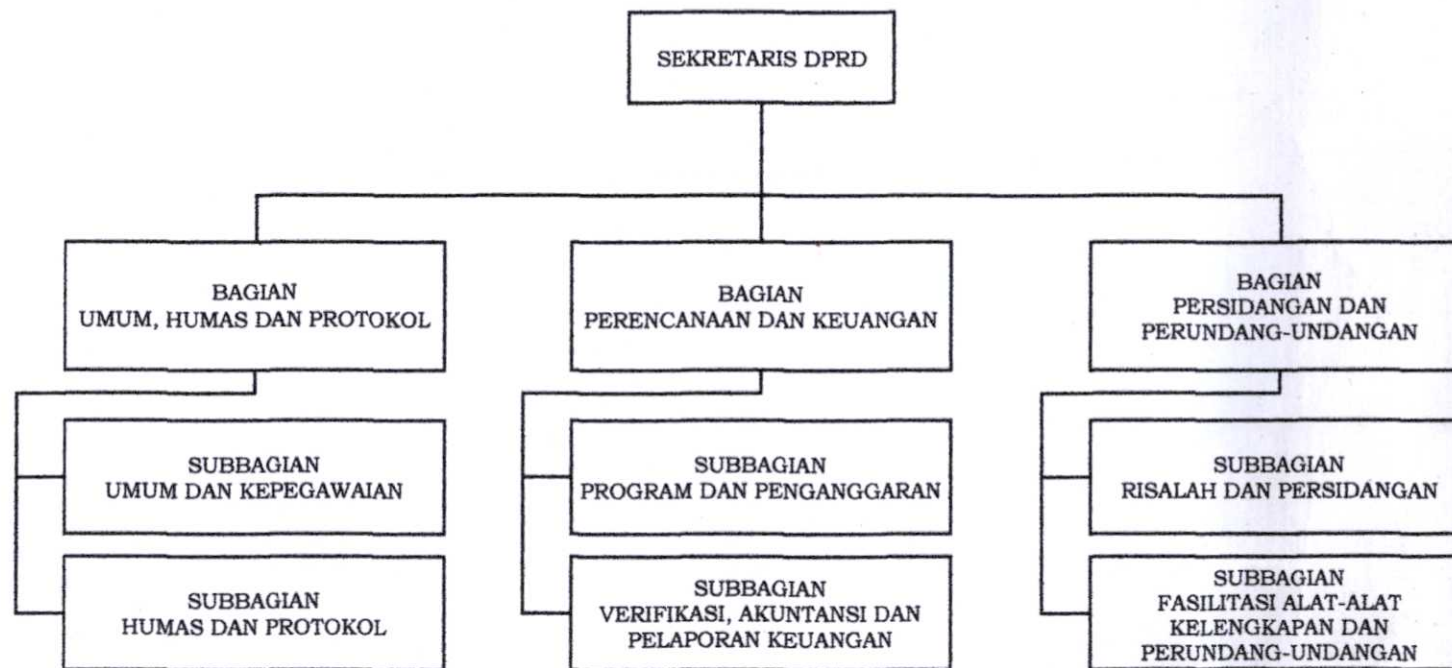 SEKRETARIS DPRD
BAGIAN
UMUM, HUMAS DAN PROTOKOL
BAGIAN
PERENCANAAN DAN KEUANGAN
BAGIAN
PERSIDANGAN DAN
PERUNDANG-UNDANGAN
SUBBAGIAN
UMUM DAN KEPEGAWAIAN
SUBBAGIAN
PROGRAM DAN PENGANGGARAN
SUBBAGIAN
RISALAH DAN PERSIDANGAN
SUBBAGIAN
HUMAS DAN PROTOKOL
SUBBAGIAN
VERIFIKASI, AKUNTANSI DAN
PELAPORAN KEUANGAN
SUBBAGIAN
FASILITASI ALAT-ALAT
KELENGKAPAN DAN
PERUNDANG-UNDANGAN